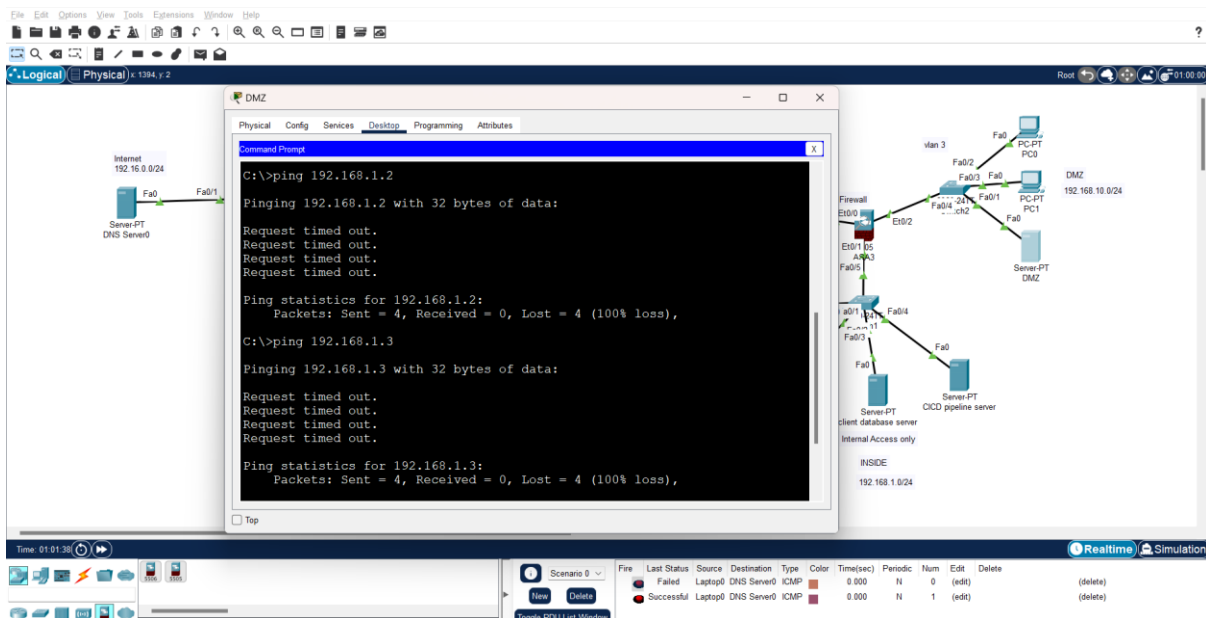 File Edit Options View Tools Extensions Window Help
?
Logical Physical x: 1394, y: 2
Root 01:00:00
DMZ
Physical Config Services Desktop Programming Attributes
Command Prompt X
C:\>ping 192.168.1.2
Pinging 192.168.1.2 with 32 bytes of data:
Request timed out.
Request timed out.
Request timed out.
Request timed out.
Ping statistics for 192.168.1.2:
Packets: Sent = 4, Received = 0, Lost = 4 (100% loss),
C:\>ping 192.168.1.3
Pinging 192.168.1.3 with 32 bytes of data:
Request timed out.
Request timed out.
Request timed out.
Request timed out.
Ping statistics for 192.168.1.3:
Packets: Sent = 4, Received = 0, Lost = 4 (100% loss),
Top
Internet
192.16.0.0/24
Fa0 Fa0/1
Server-PT
DNS Server0
vlan 3
Fa0
PC-PT
PC0
Fa0/2
Fa0/3 Fa0
DMZ
192.168.10.0/24
Firewall
Fa0/4
Fa0/1
PC-PT
PC1
Et0/0
Et0/2
Fa0
Et0/1
Server-PT
DMZ
Fa0/5
Fa0/4
Fa0/3
Fa0
Fa0
Server-PT
CICD pipeline server
Server-PT
client database server
Internal Access only
INSIDE
192.168.1.0/24
Time: 01:01:38
Realtime Simulation
5506 5505
Scenario 0
New Delete
Toggle PDU List Window
Fire Last Status Source Destination Type Color Time(sec) Periodic Num Edit Delete
Failed Laptop0 DNS Server0 ICMP 0.000 N 0 (edit) (delete)
Successful Laptop0 DNS Server0 ICMP 0.000 N 1 (edit) (delete)